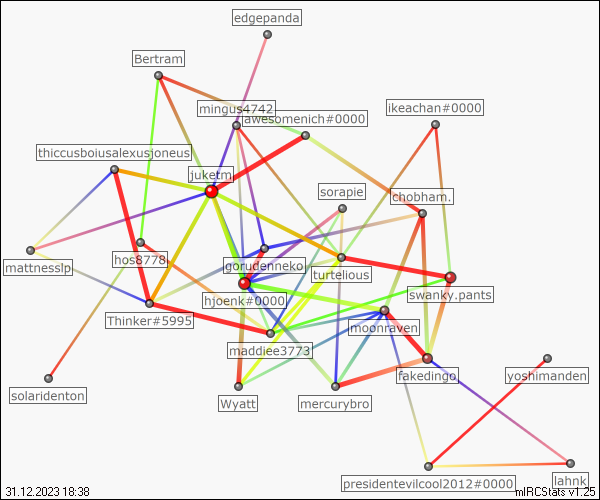 edgepanda
Bertram
mingus4742
ikeachan#0000
awesomenich#0000
thiccusboiusalexusjoneus
juketm
sorapie
chobham.
hos8778
mattnesslp
gorudenneko
turtelious
swanky.pants
hjoenk#0000
Thinker#5995
moonraven
maddiee3773
fakedingo
yoshimanden
solaridenton
Wyatt
mercurybro
presidentevilcool2012#0000
lahnk
31.12.2023 18:38
mIRCStats v1.25